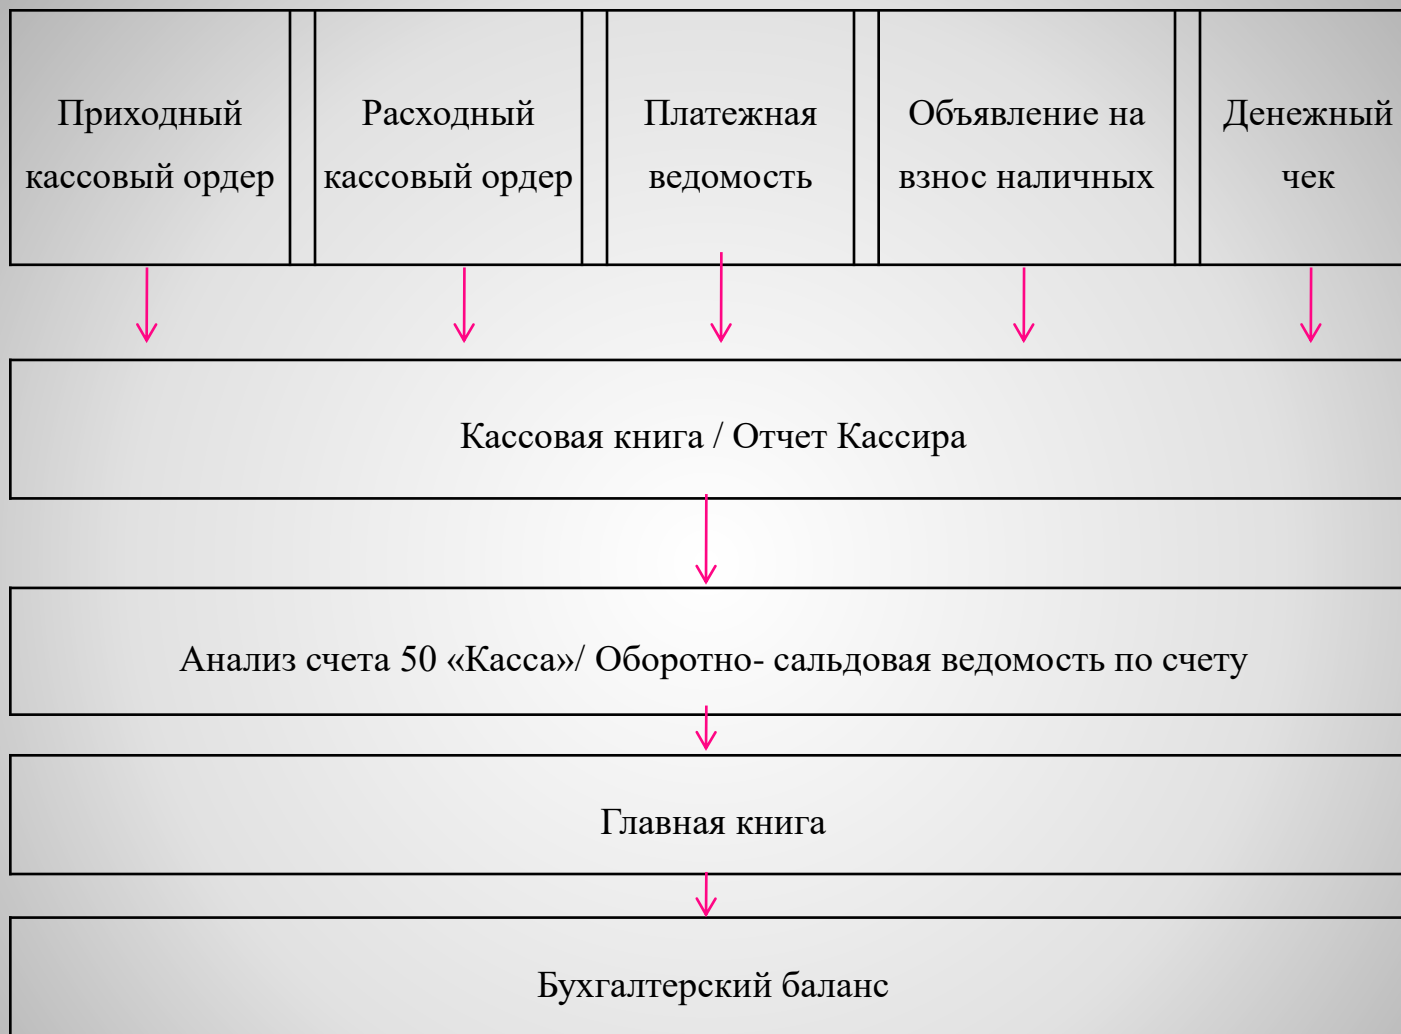 Приходный
кассовый ордер
Расходный
кассовый ордер
Платежная
ведомость
Объявление на
взнос наличных
Денежный
чек
Кассовая книга / Отчет Кассира
Анализ счета 50 «Касса»/ Оборотно- сальдовая ведомость по счету
Главная книга
Бухгалтерский баланс